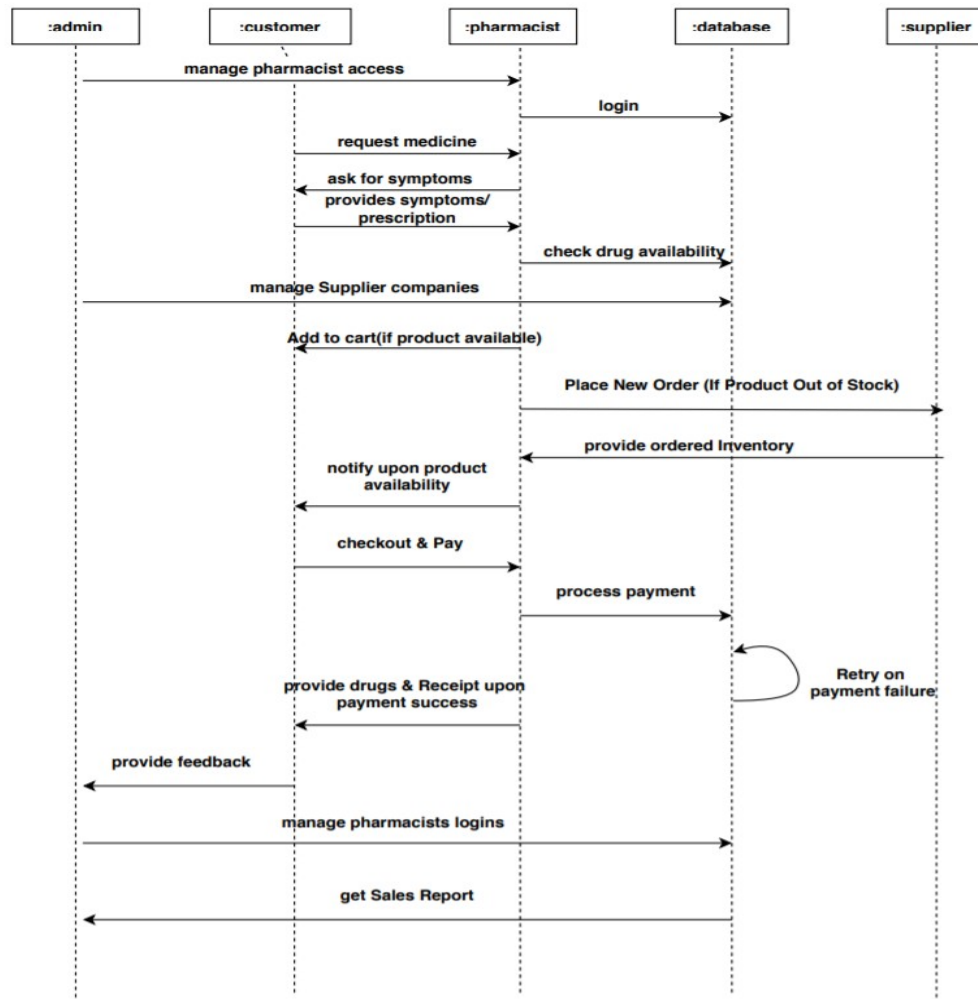 :admin
:customer
:pharmacist
:database
:supplier
manage pharmacist access
login
request medicine
ask for symptoms
provides symptoms/
prescription
check drug availability
manage Supplier companies
Add to cart(if product available)
Place New Order (If Product Out of Stock)
provide ordered Inventory
notify upon product
availability
checkout & Pay
process payment
Retry on
payment failure
provide drugs & Receipt upon
payment success
provide feedback
manage pharmacists logins
get Sales Report